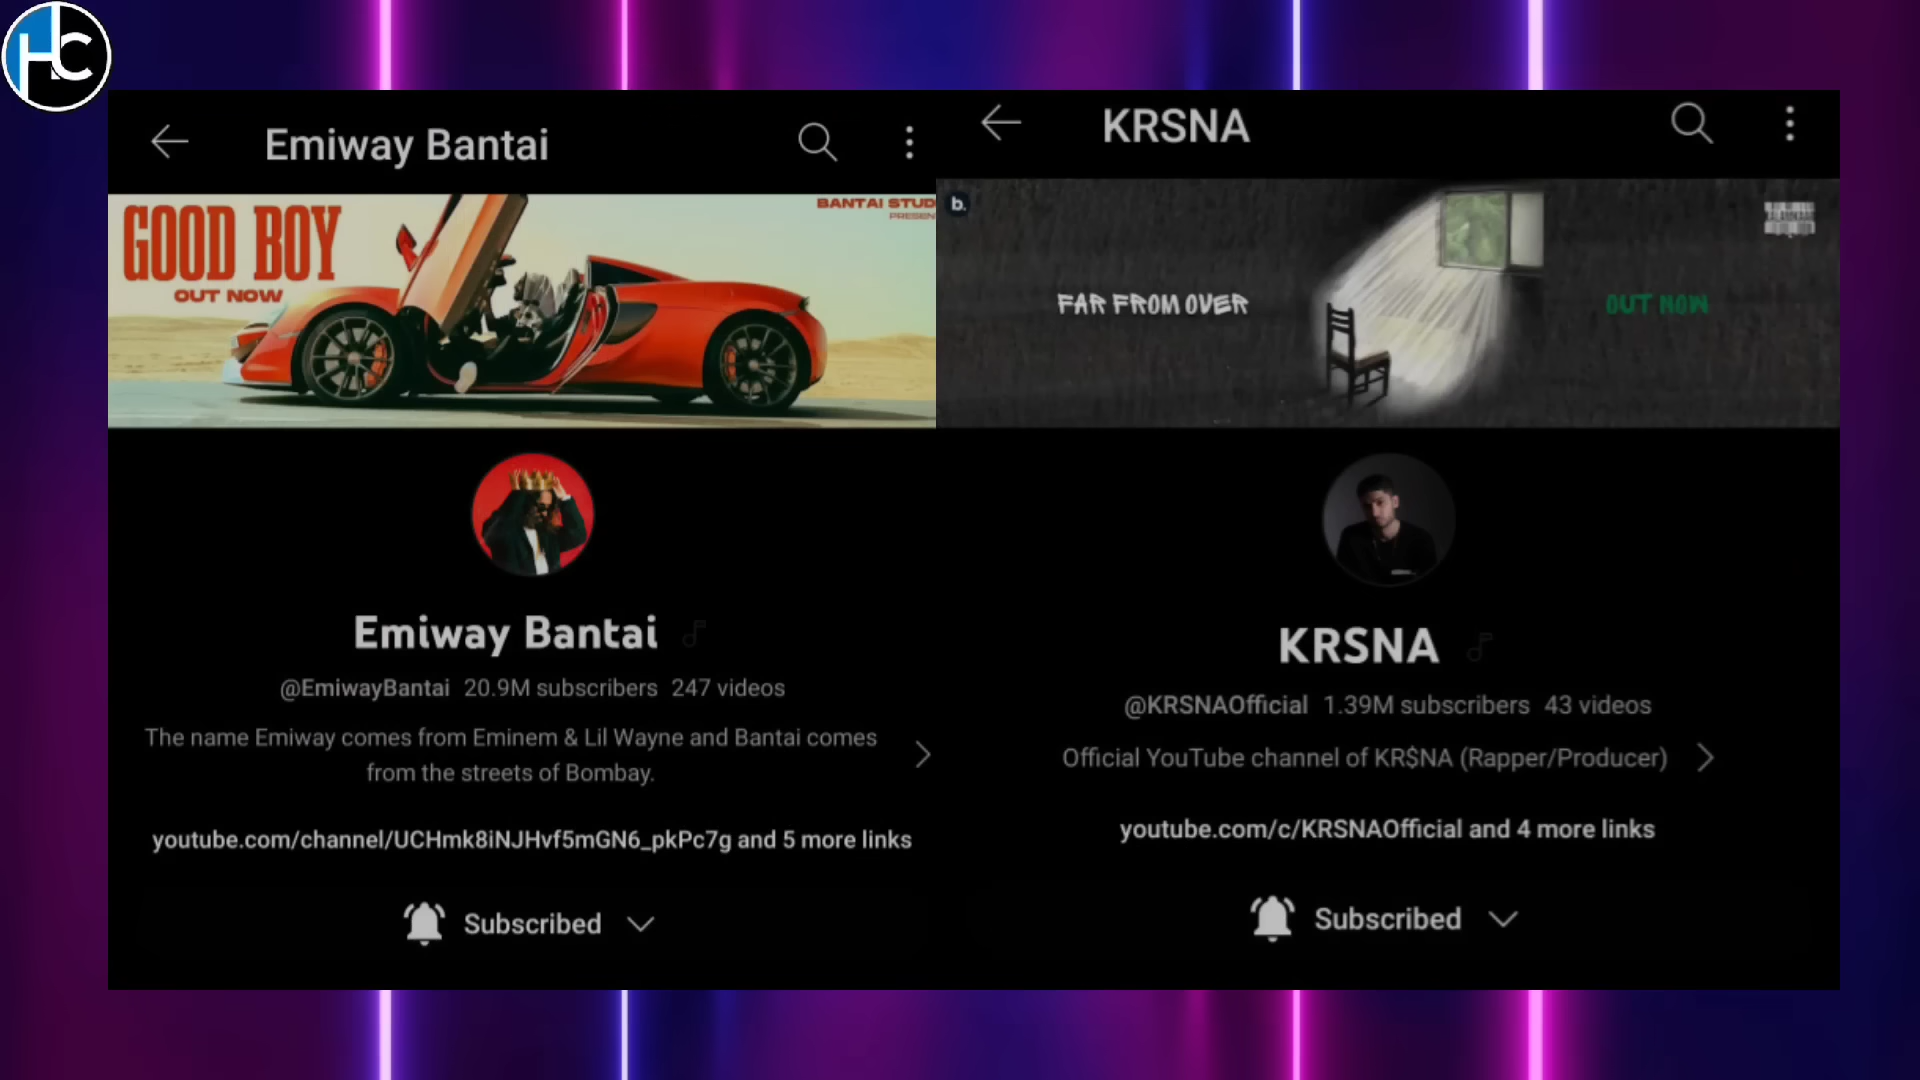 HC
Emiway Bantai
GOOD BOY
OUT NOW
BANTAI STUD
PRESEN
Emiway Bantai
@EmiwayBantai 20.9M subscribers 247 videos
The name Emiway comes from Eminem & Lil Wayne and Bantai comes
from the streets of Bombay.
youtube.com/channel/UCHmk8iNJHvf5mGN6_pkPc7g and 5 more links
Subscribed
KRSNA
b.
FAR FROM OVER
OUT NOW
KRSNA
@KRSNAOfficial 1.39M subscribers 43 videos
Official YouTube channel of KR$NA (Rapper/Producer)
youtube.com/c/KRSNAOfficial and 4 more links
Subscribed